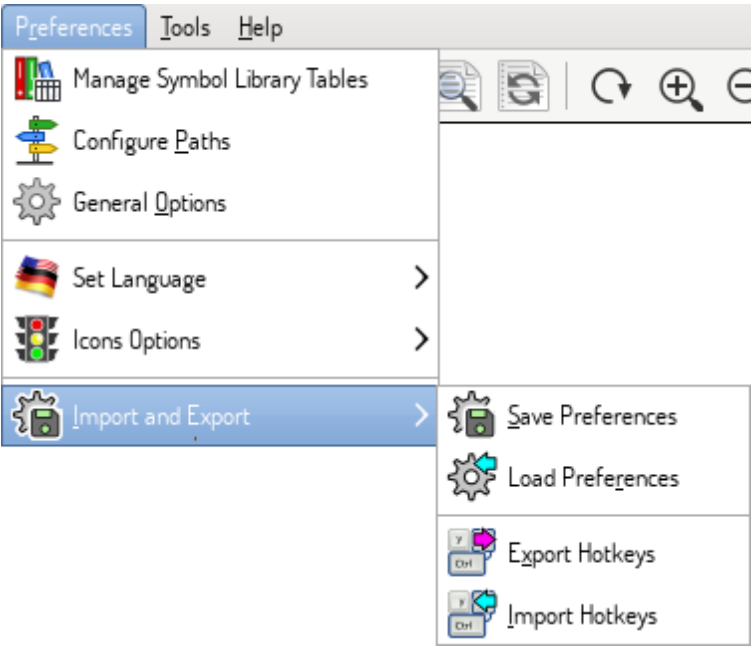 Preferences Tools Help
Manage Symbol Library Tables
Configure Paths
General Options
Set Language
Icons Options
Import and Export
Save Preferences
Load Preferences
Export Hotkeys
Import Hotkeys